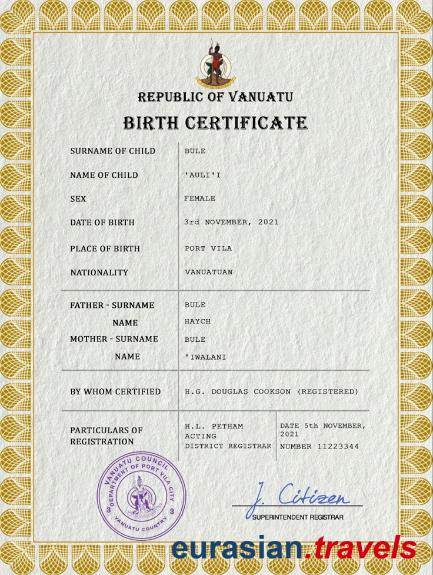 REPUBLIC OF VANUATU
BIRTH CERTIFICATE
SURNAME OF CHILD BULE
NAME OF CHILD 'AULI'I
SEX FEMALE
DATE OF BIRTH 3rd NOVEMBER, 2021
PLACE OF BIRTH PORT VILA
NATIONALITY VANUATUAN
FATHER - SURNAME BULE
NAME HAYCH
MOTHER - SURNAME BULE
NAME 'IWALANI
BY WHOM CERTIFIED H.G. DOUGLAS COOKSON (REGISTERED)
PARTICULARS OF
REGISTRATION
H.L. PETHAM
ACTING
DISTRICT REGISTRAR
DATE 5th NOVEMBER,
2021
NUMBER 11223344
VANUATU COUNCIL
DEPARTMENT OF PORT VILA CITY
VANUATU COUNTRY
J. Citizen
SUPERINTENDENT REGISTRAR
eurasian.travels